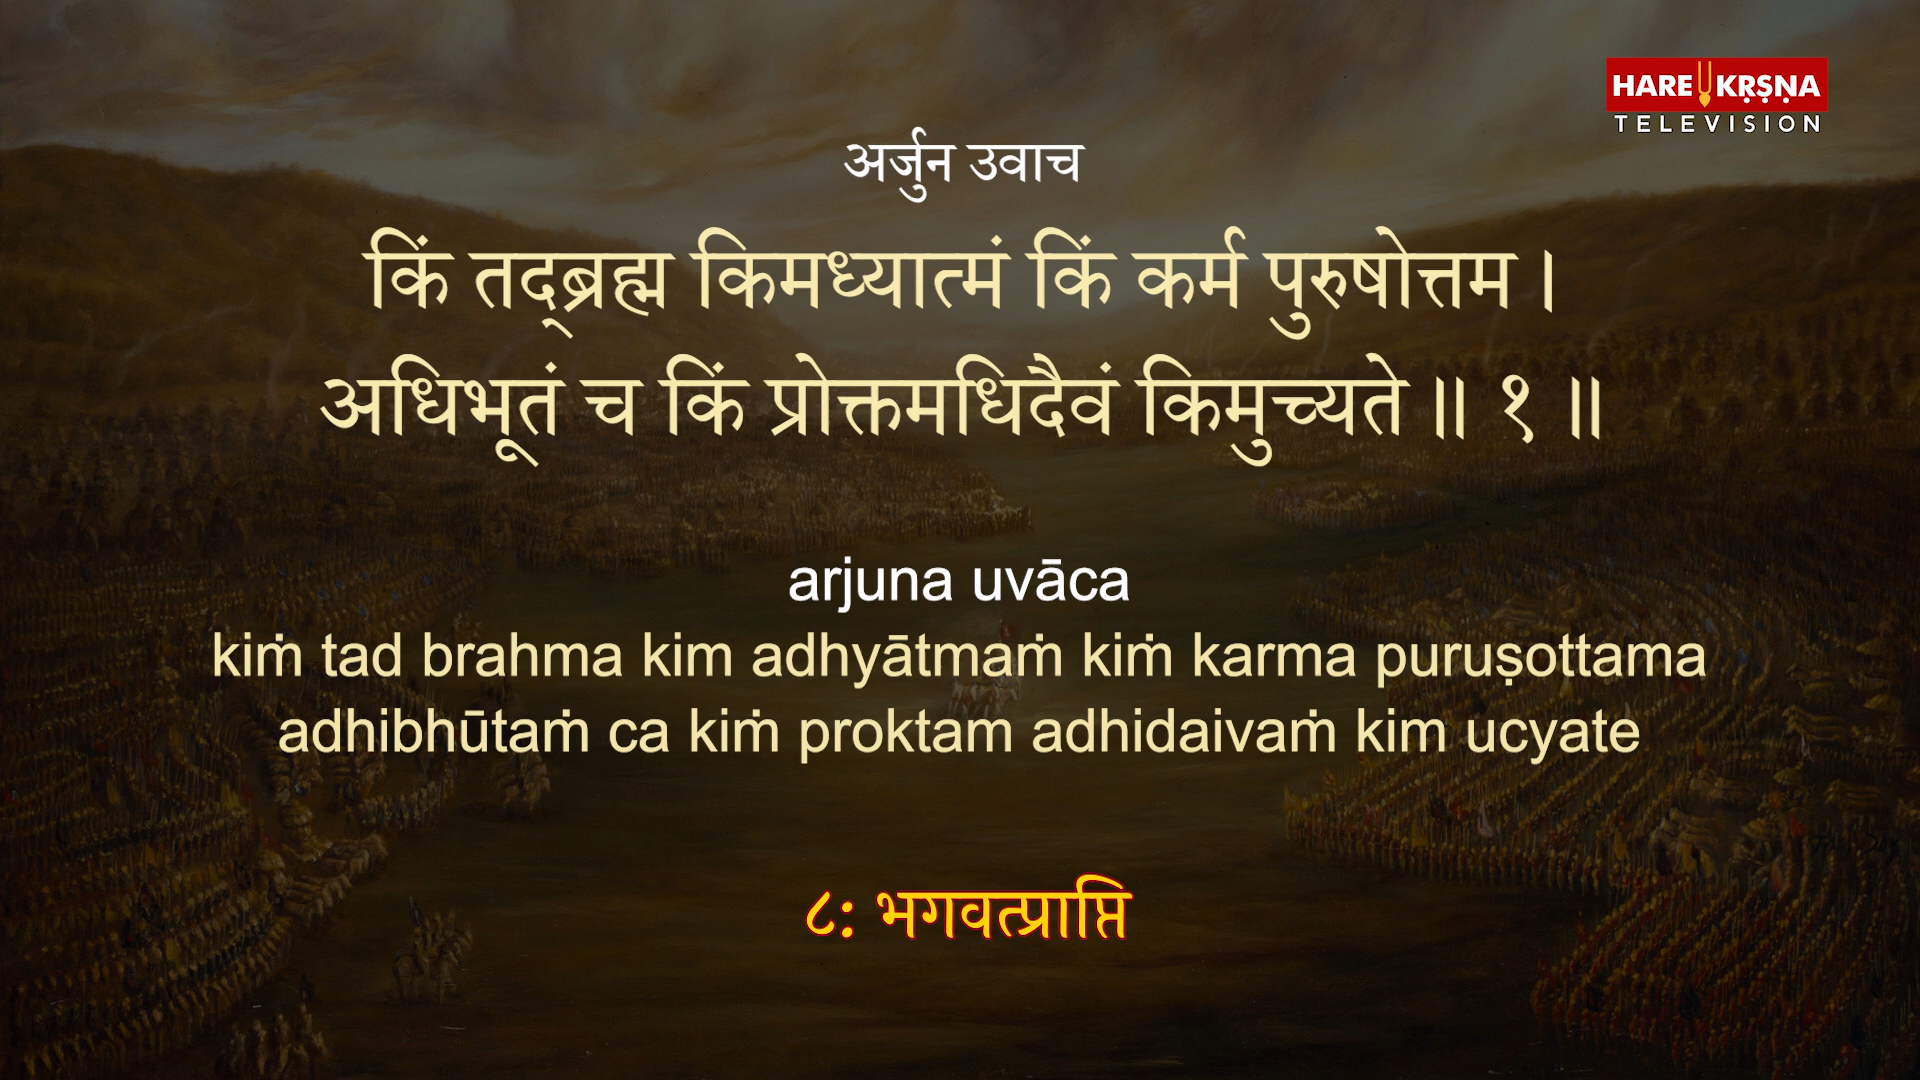 HARE KṚṢṆA
TELEVISION
अर्जुन उवाच
किं तद्‌ब्रह्म किमध्यात्मं किं कर्म पुरुषोत्तम ।
अधिभूतं च किं प्रोक्तमधिदैवं किमुच्यते ॥ १ ॥
arjuna uvāca
kiṁ tad brahma kim adhyātmaṁ kiṁ karma puruṣottama
adhibhūtaṁ ca kiṁ proktam adhidaivaṁ kim ucyate
८: भगवत्प्राप्ति